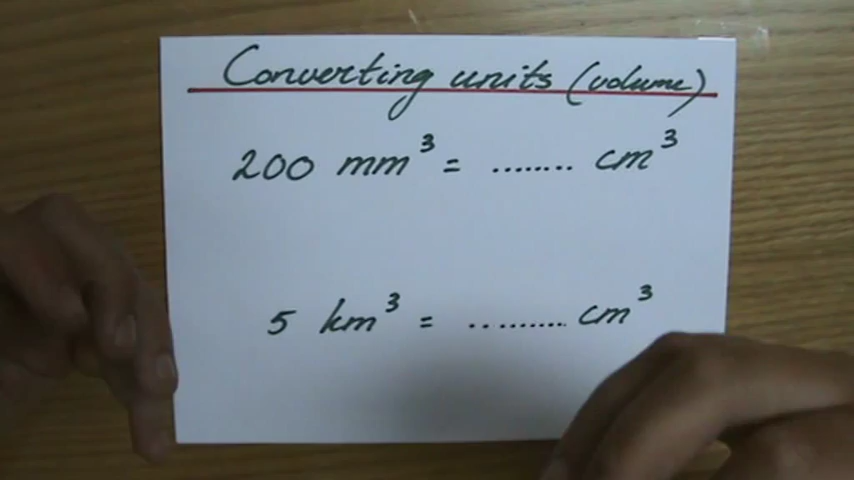 Converting units (volume)
200 mm³ = ........ cm³
5 km³ = .......... cm³